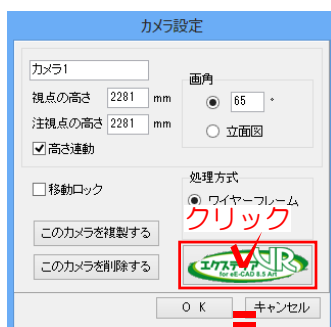 カメラ設定
カメラ1
視点の高さ 2281 mm
注視点の高さ 2281 mm
高さ連動
画角
65 °
立面図
移動ロック
処理方式
ワイヤーフレーム
クリック
このカメラを複製する
このカメラを削除する
エクステリアVR
for eE-CAD 8.5 Art
OK
キャンセル